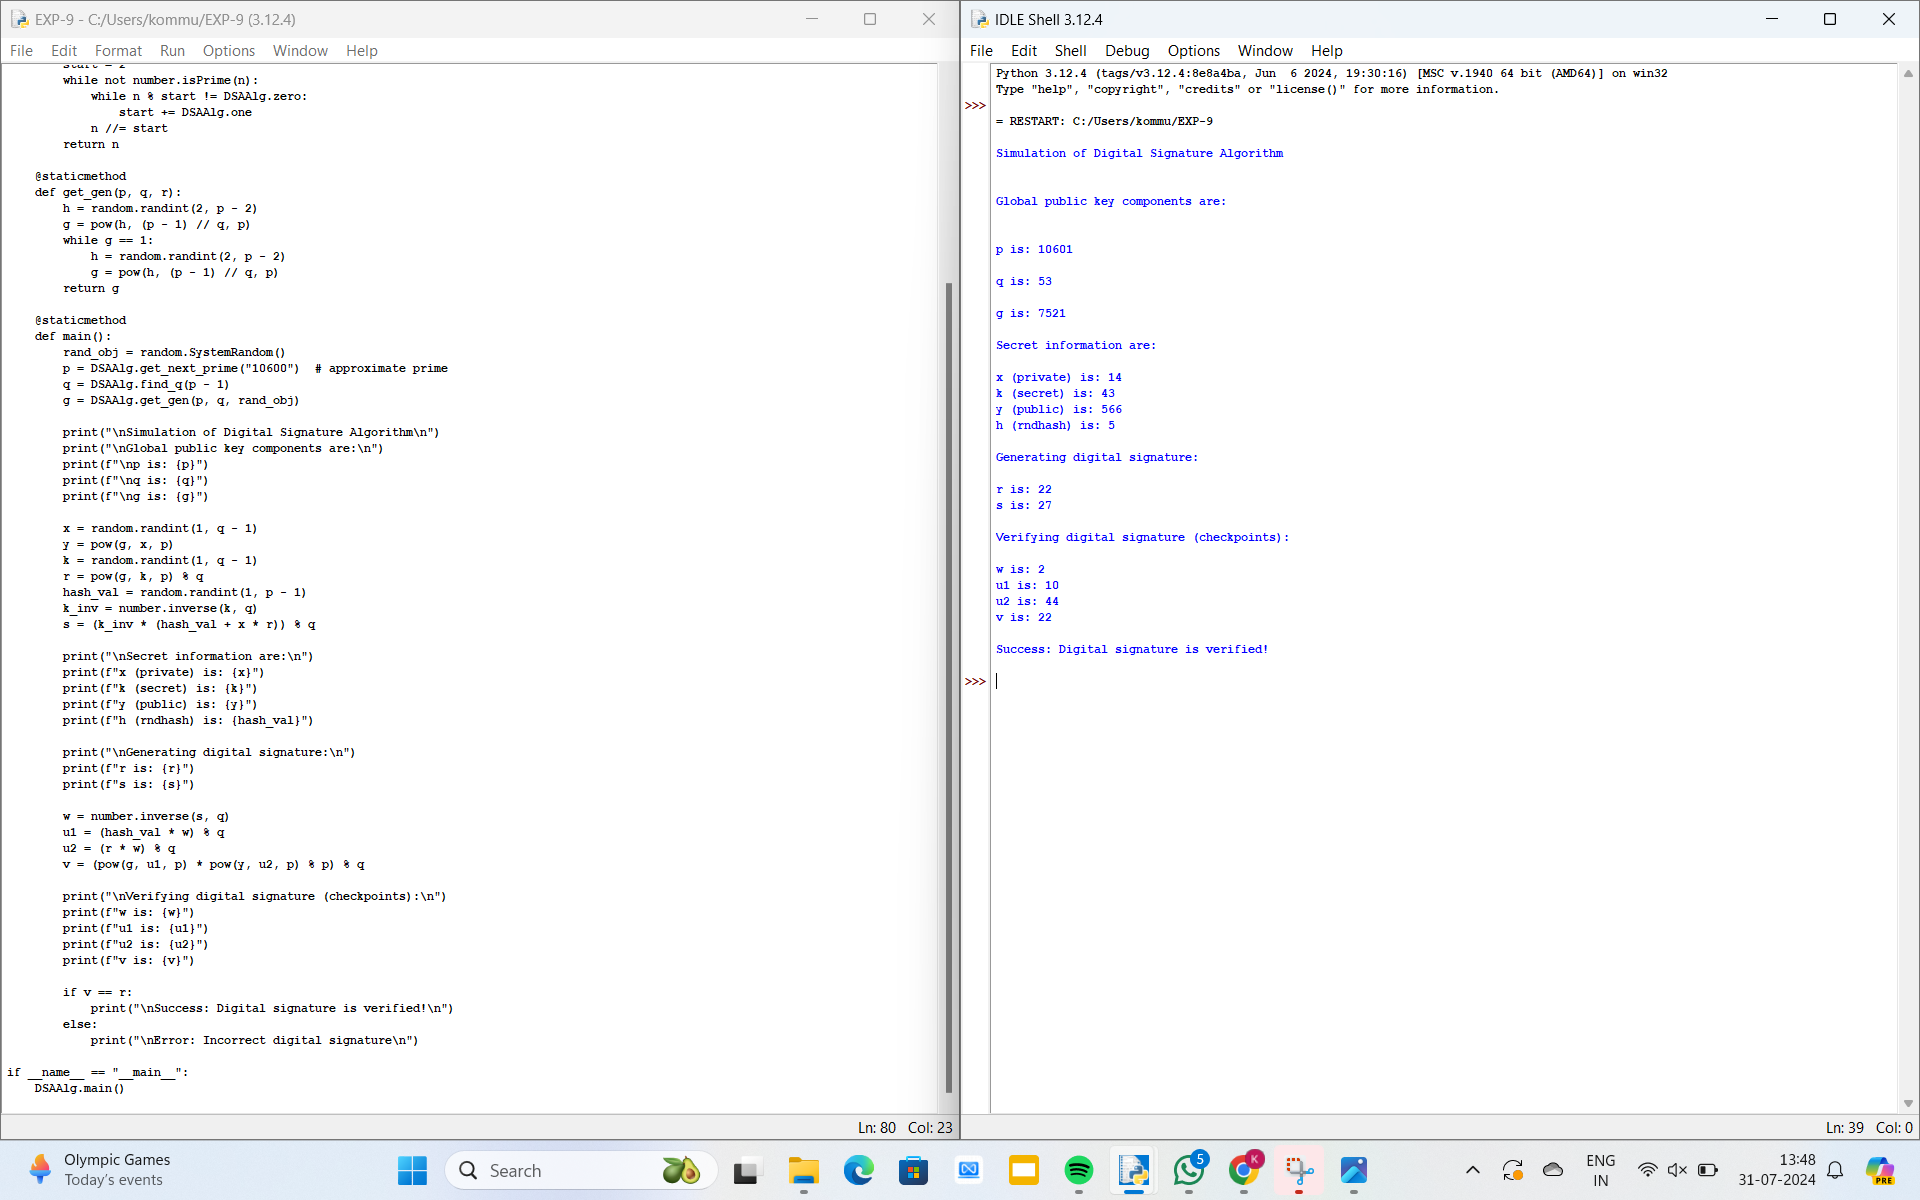 EXP-9 - C:/Users/kommu/EXP-9 (3.12.4)
File Edit Format Run Options Window Help
start = 2
        while not number.isPrime(n):
            while n % start != DSAAlg.zero:
                start += DSAAlg.one
            n //= start
        return n
    @staticmethod
    def get_gen(p, q, r):
        h = random.randint(2, p - 2)
        g = pow(h, (p - 1) // q, p)
        while g == 1:
            h = random.randint(2, p - 2)
            g = pow(h, (p - 1) // q, p)
        return g
    @staticmethod
    def main():
        rand_obj = random.SystemRandom()
        p = DSAAlg.get_next_prime("10600")  # approximate prime
        q = DSAAlg.find_q(p - 1)
        g = DSAAlg.get_gen(p, q, rand_obj)
        print("\nSimulation of Digital Signature Algorithm\n")
        print("\nGlobal public key components are:\n")
        print(f"\np is: {p}")
        print(f"\nq is: {q}")
        print(f"\ng is: {g}")
        x = random.randint(1, q - 1)
        y = pow(g, x, p)
        k = random.randint(1, q - 1)
        r = pow(g, k, p) % q
        hash_val = random.randint(1, p - 1)
        k_inv = number.inverse(k, q)
        s = (k_inv * (hash_val + x * r)) % q
        print("\nSecret information are:\n")
        print(f"x (private) is: {x}")
        print(f"k (secret) is: {k}")
        print(f"y (public) is: {y}")
        print(f"h (rndhash) is: {hash_val}")
        print("\nGenerating digital signature:\n")
        print(f"r is: {r}")
        print(f"s is: {s}")
        w = number.inverse(s, q)
        u1 = (hash_val * w) % q
        u2 = (r * w) % q
        v = (pow(g, u1, p) * pow(y, u2, p) % p) % q
        print("\nVerifying digital signature (checkpoints):\n")
        print(f"w is: {w}")
        print(f"u1 is: {u1}")
        print(f"u2 is: {u2}")
        print(f"v is: {v}")
        if v == r:
            print("\nSuccess: Digital signature is verified!\n")
        else:
            print("\nError: Incorrect digital signature\n")
if __name__ == "__main__":
    DSAAlg.main()
Ln: 80 Col: 23
IDLE Shell 3.12.4
File Edit Shell Debug Options Window Help
Python 3.12.4 (tags/v3.12.4:8e8a4ba, Jun  6 2024, 19:30:16) [MSC v.1940 64 bit (AMD64)] on win32
Type "help", "copyright", "credits" or "license()" for more information.
>>>
= RESTART: C:/Users/kommu/EXP-9
Simulation of Digital Signature Algorithm
Global public key components are:
p is: 10601
q is: 53
g is: 7521
Secret information are:
x (private) is: 14
k (secret) is: 43
y (public) is: 566
h (rndhash) is: 5
Generating digital signature:
r is: 22
s is: 27
Verifying digital signature (checkpoints):
w is: 2
u1 is: 10
u2 is: 44
v is: 22
Success: Digital signature is verified!
>>>
Ln: 39 Col: 0
Olympic Games
Today's events
Search
5
K
ENG
IN
13:48
31-07-2024
PRE